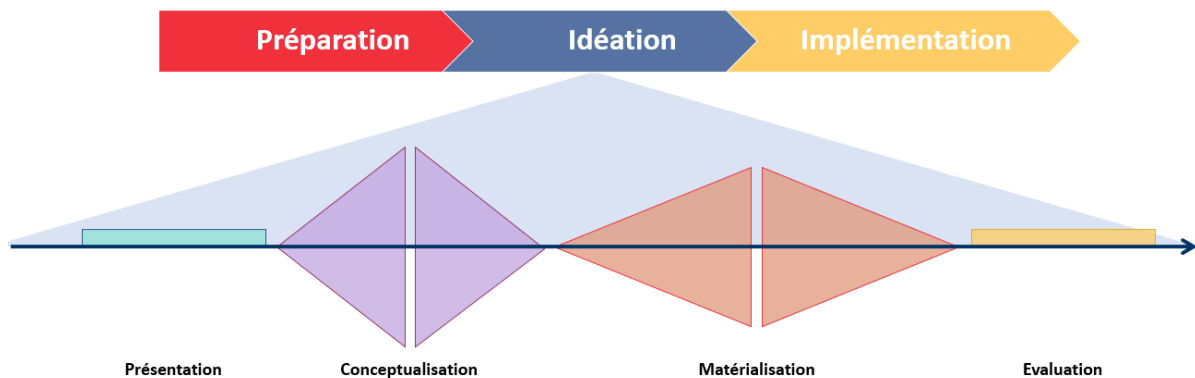 Préparation
Idéation
Implémentation
Présentation
Conceptualisation
Matérialisation
Evaluation